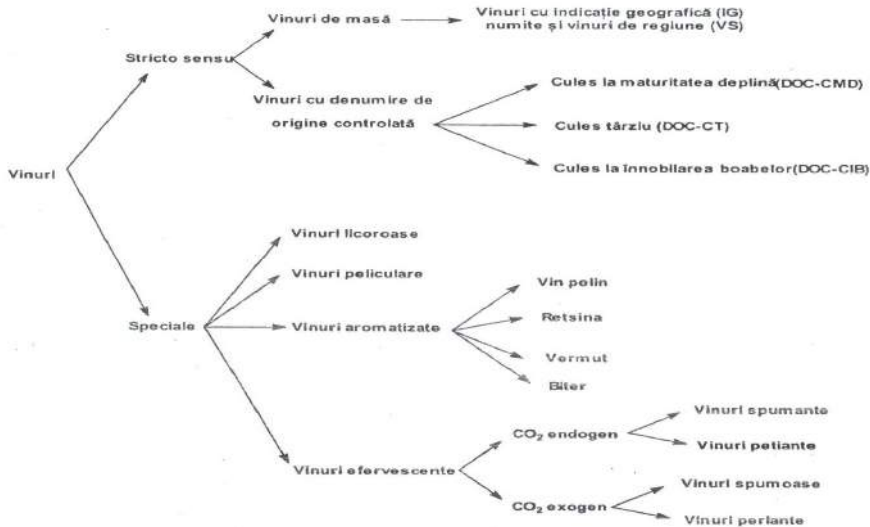 Vinuri de masă
Vinuri cu indicație geografică (IG)
numite și vinuri de regiune (VS)
Stricto sensu
Vinuri cu denumire de
origine controlată
Cules la maturitatea deplină(DOC-CMD)
Cules târziu (DOC-CT)
Cules la înnobilarea boabelor(DOC-CIB)
Vinuri
Vinuri licoroase
Vinuri peliculare
Speciale
Vinuri aromatizate
Vin pelin
Retsina
Vermut
Biter
Vinuri efervescente
CO₂ endogen
Vinuri spumante
Vinuri petiante
CO₂ exogen
Vinuri spumoase
Vinuri perlante